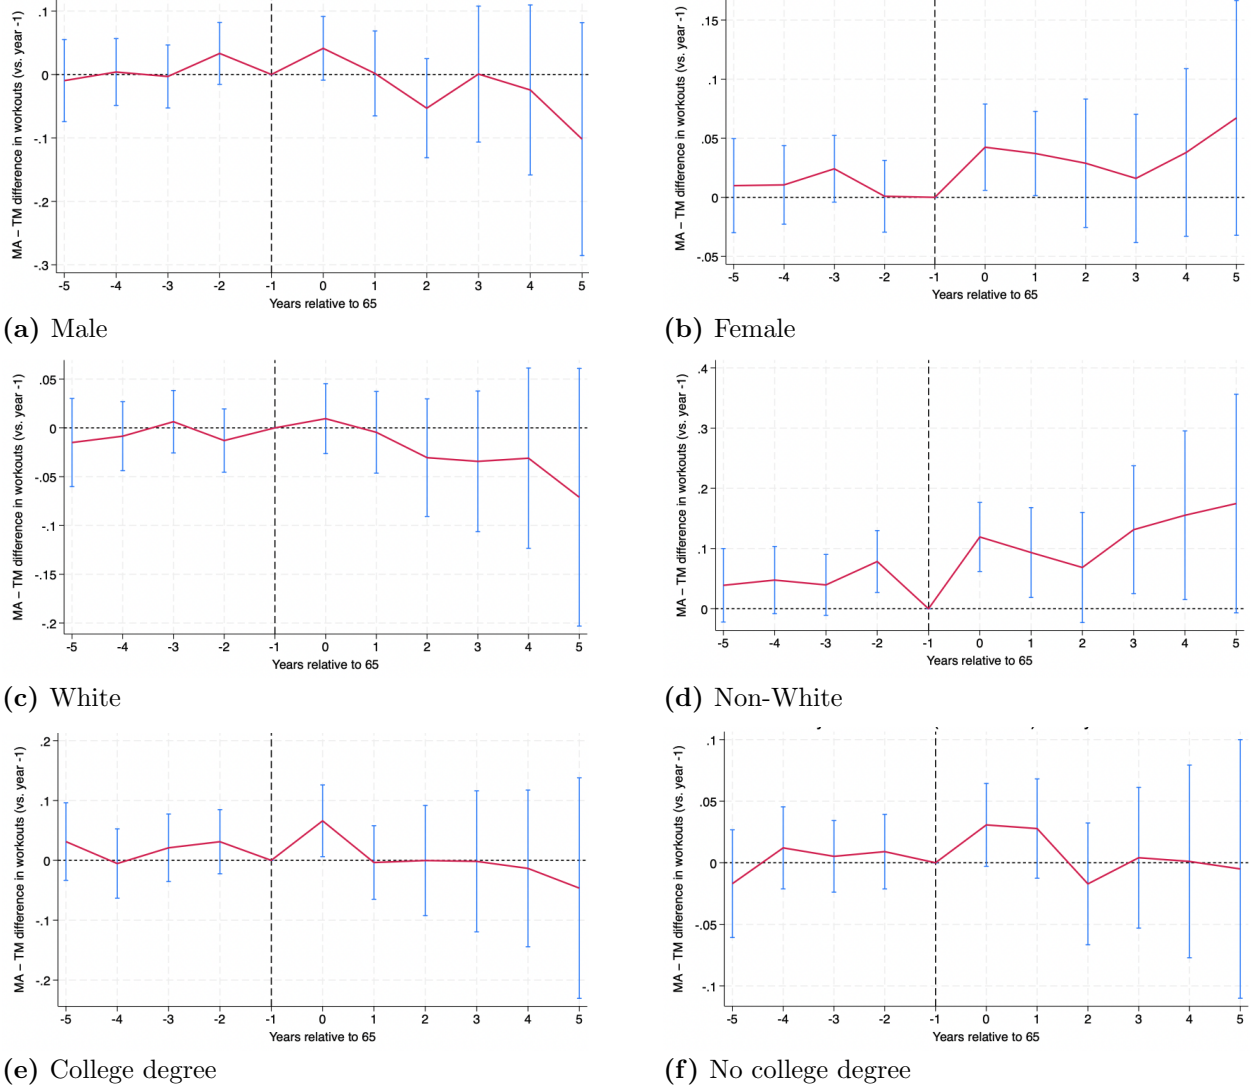 MA – TM difference in workouts (vs. year -1)
.1
0
-.1
-.2
-.3
-5 -4 -3 -2 -1 0 1 2 3 4 5
Years relative to 65
(a) Male
MA – TM difference in workouts (vs. year -1)
.15
.1
.05
0
-.05
-5 -4 -3 -2 -1 0 1 2 3 4 5
Years relative to 65
(b) Female
MA – TM difference in workouts (vs. year -1)
.05
0
-.05
-.1
-.15
-.2
-5 -4 -3 -2 -1 0 1 2 3 4 5
Years relative to 65
(c) White
MA – TM difference in workouts (vs. year -1)
.4
.3
.2
.1
0
-5 -4 -3 -2 -1 0 1 2 3 4 5
Years relative to 65
(d) Non-White
MA – TM difference in workouts (vs. year -1)
.2
.1
0
-.1
-.2
-5 -4 -3 -2 -1 0 1 2 3 4 5
Years relative to 65
(e) College degree
MA – TM difference in workouts (vs. year -1)
.1
.05
0
-.05
-.1
-5 -4 -3 -2 -1 0 1 2 3 4 5
Years relative to 65
(f) No college degree